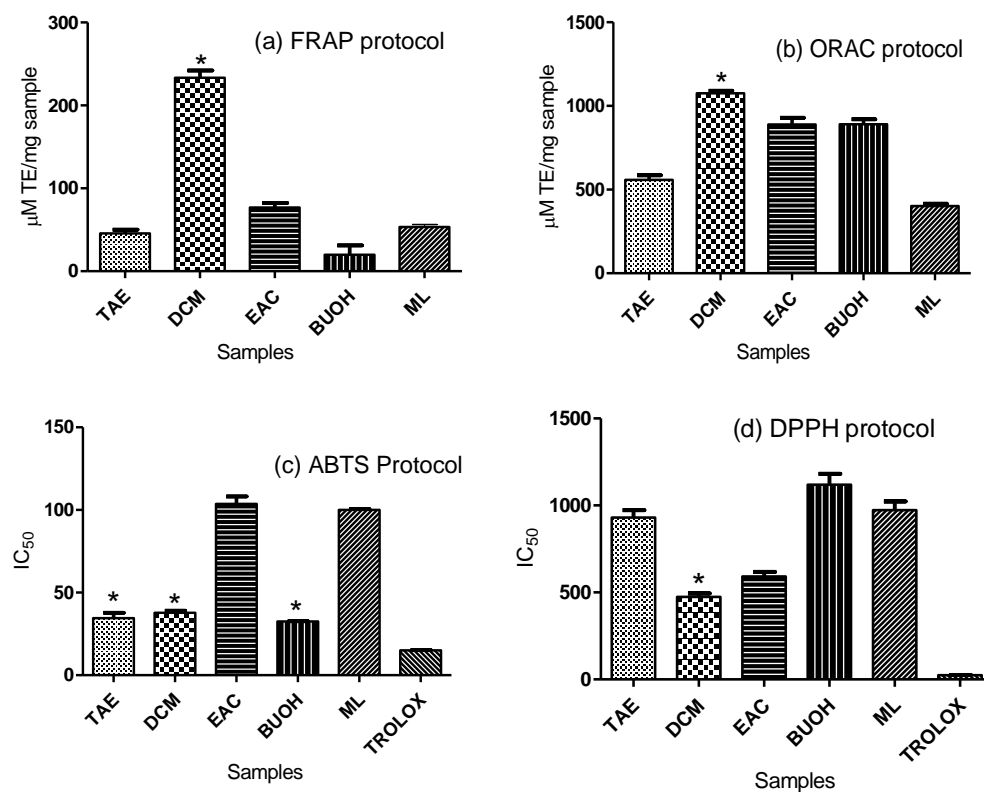 (a) FRAP protocol
300
200
100
0
µM TE/mg sample
*
TAE
DCM
EAC
BUOH
ML
Samples
(b) ORAC protocol
1500
1000
500
0
µM TE/mg sample
*
TAE
DCM
EAC
BUOH
ML
Samples
(c) ABTS Protocol
150
100
50
0
IC50
*
*
*
TAE
DCM
EAC
BUOH
ML
TROLOX
Samples
(d) DPPH protocol
1500
1000
500
0
IC50
*
TAE
DCM
EAC
BUOH
ML
TROLOX
Samples